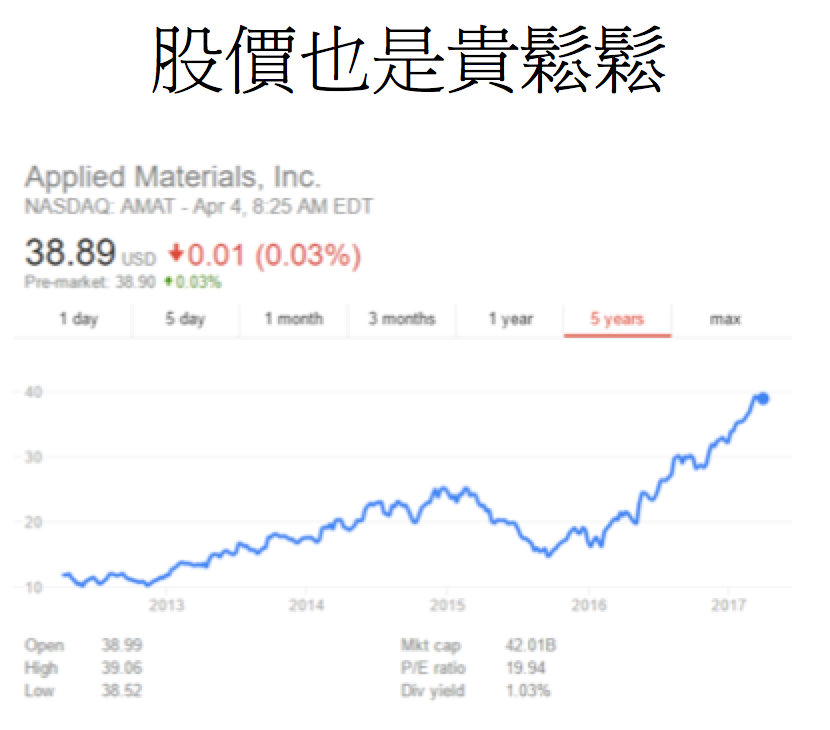 股價也是貴鬆鬆
Applied Materials, Inc.
NASDAQ: AMAT - Apr 4, 8:25 AM EDT
38.89 USD ↓0.01 (0.03%)
Pre-market: 38.90 ↑0.03%
1 day 5 day 1 month 3 months 1 year 5 years max
40
30
20
10
2013 2014 2015 2016 2017
Open 38.99 Mkt cap 42.01B
High 39.06 P/E ratio 19.94
Low 38.52 Div yield 1.03%